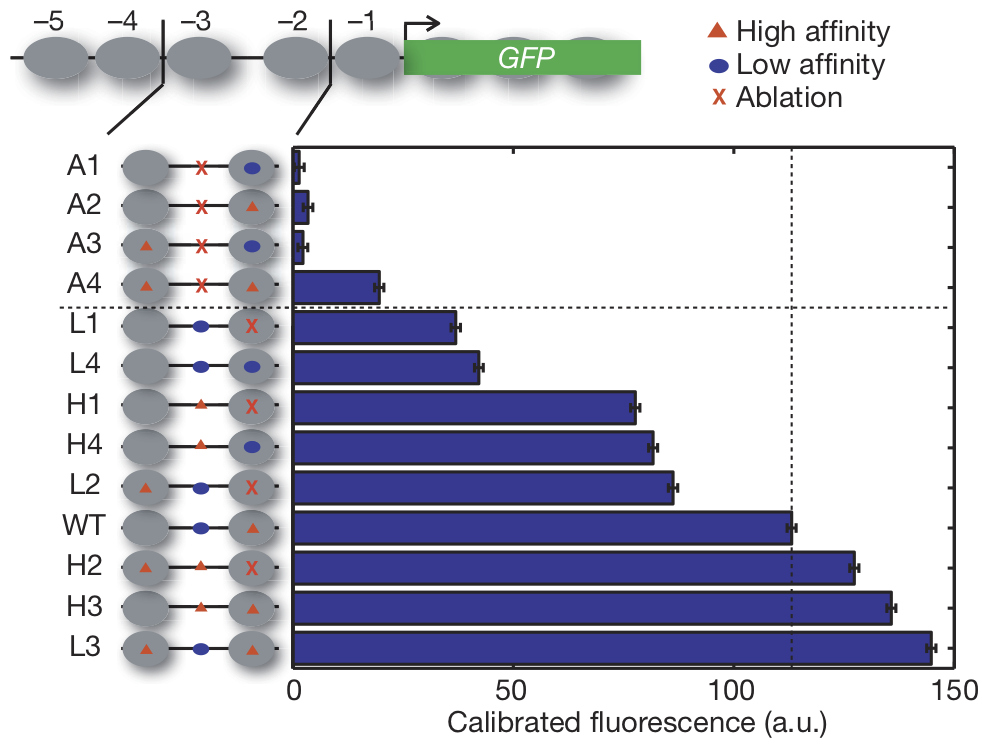 −5 −4 −3 −2 −1
GFP
High affinity
Low affinity
X Ablation
A1 X
A2 X
A3 X
A4 X
L1 X
L4
H1 X
H4
L2 X
WT
H2 X
H3
L3
0 50 100 150
Calibrated fluorescence (a.u.)